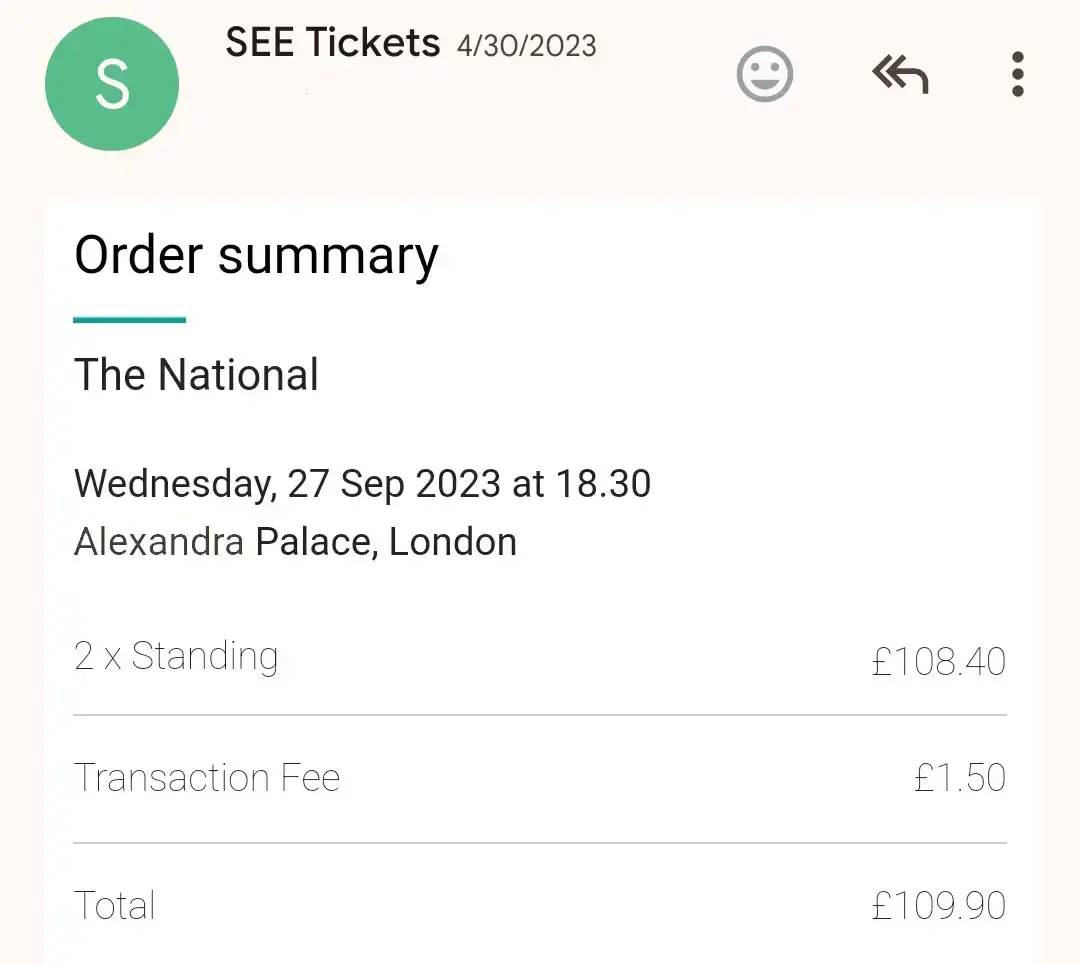 S
SEE Tickets 4/30/2023
Order summary
The National
Wednesday, 27 Sep 2023 at 18.30
Alexandra Palace, London
2 x Standing £108.40
Transaction Fee £1.50
Total £109.90